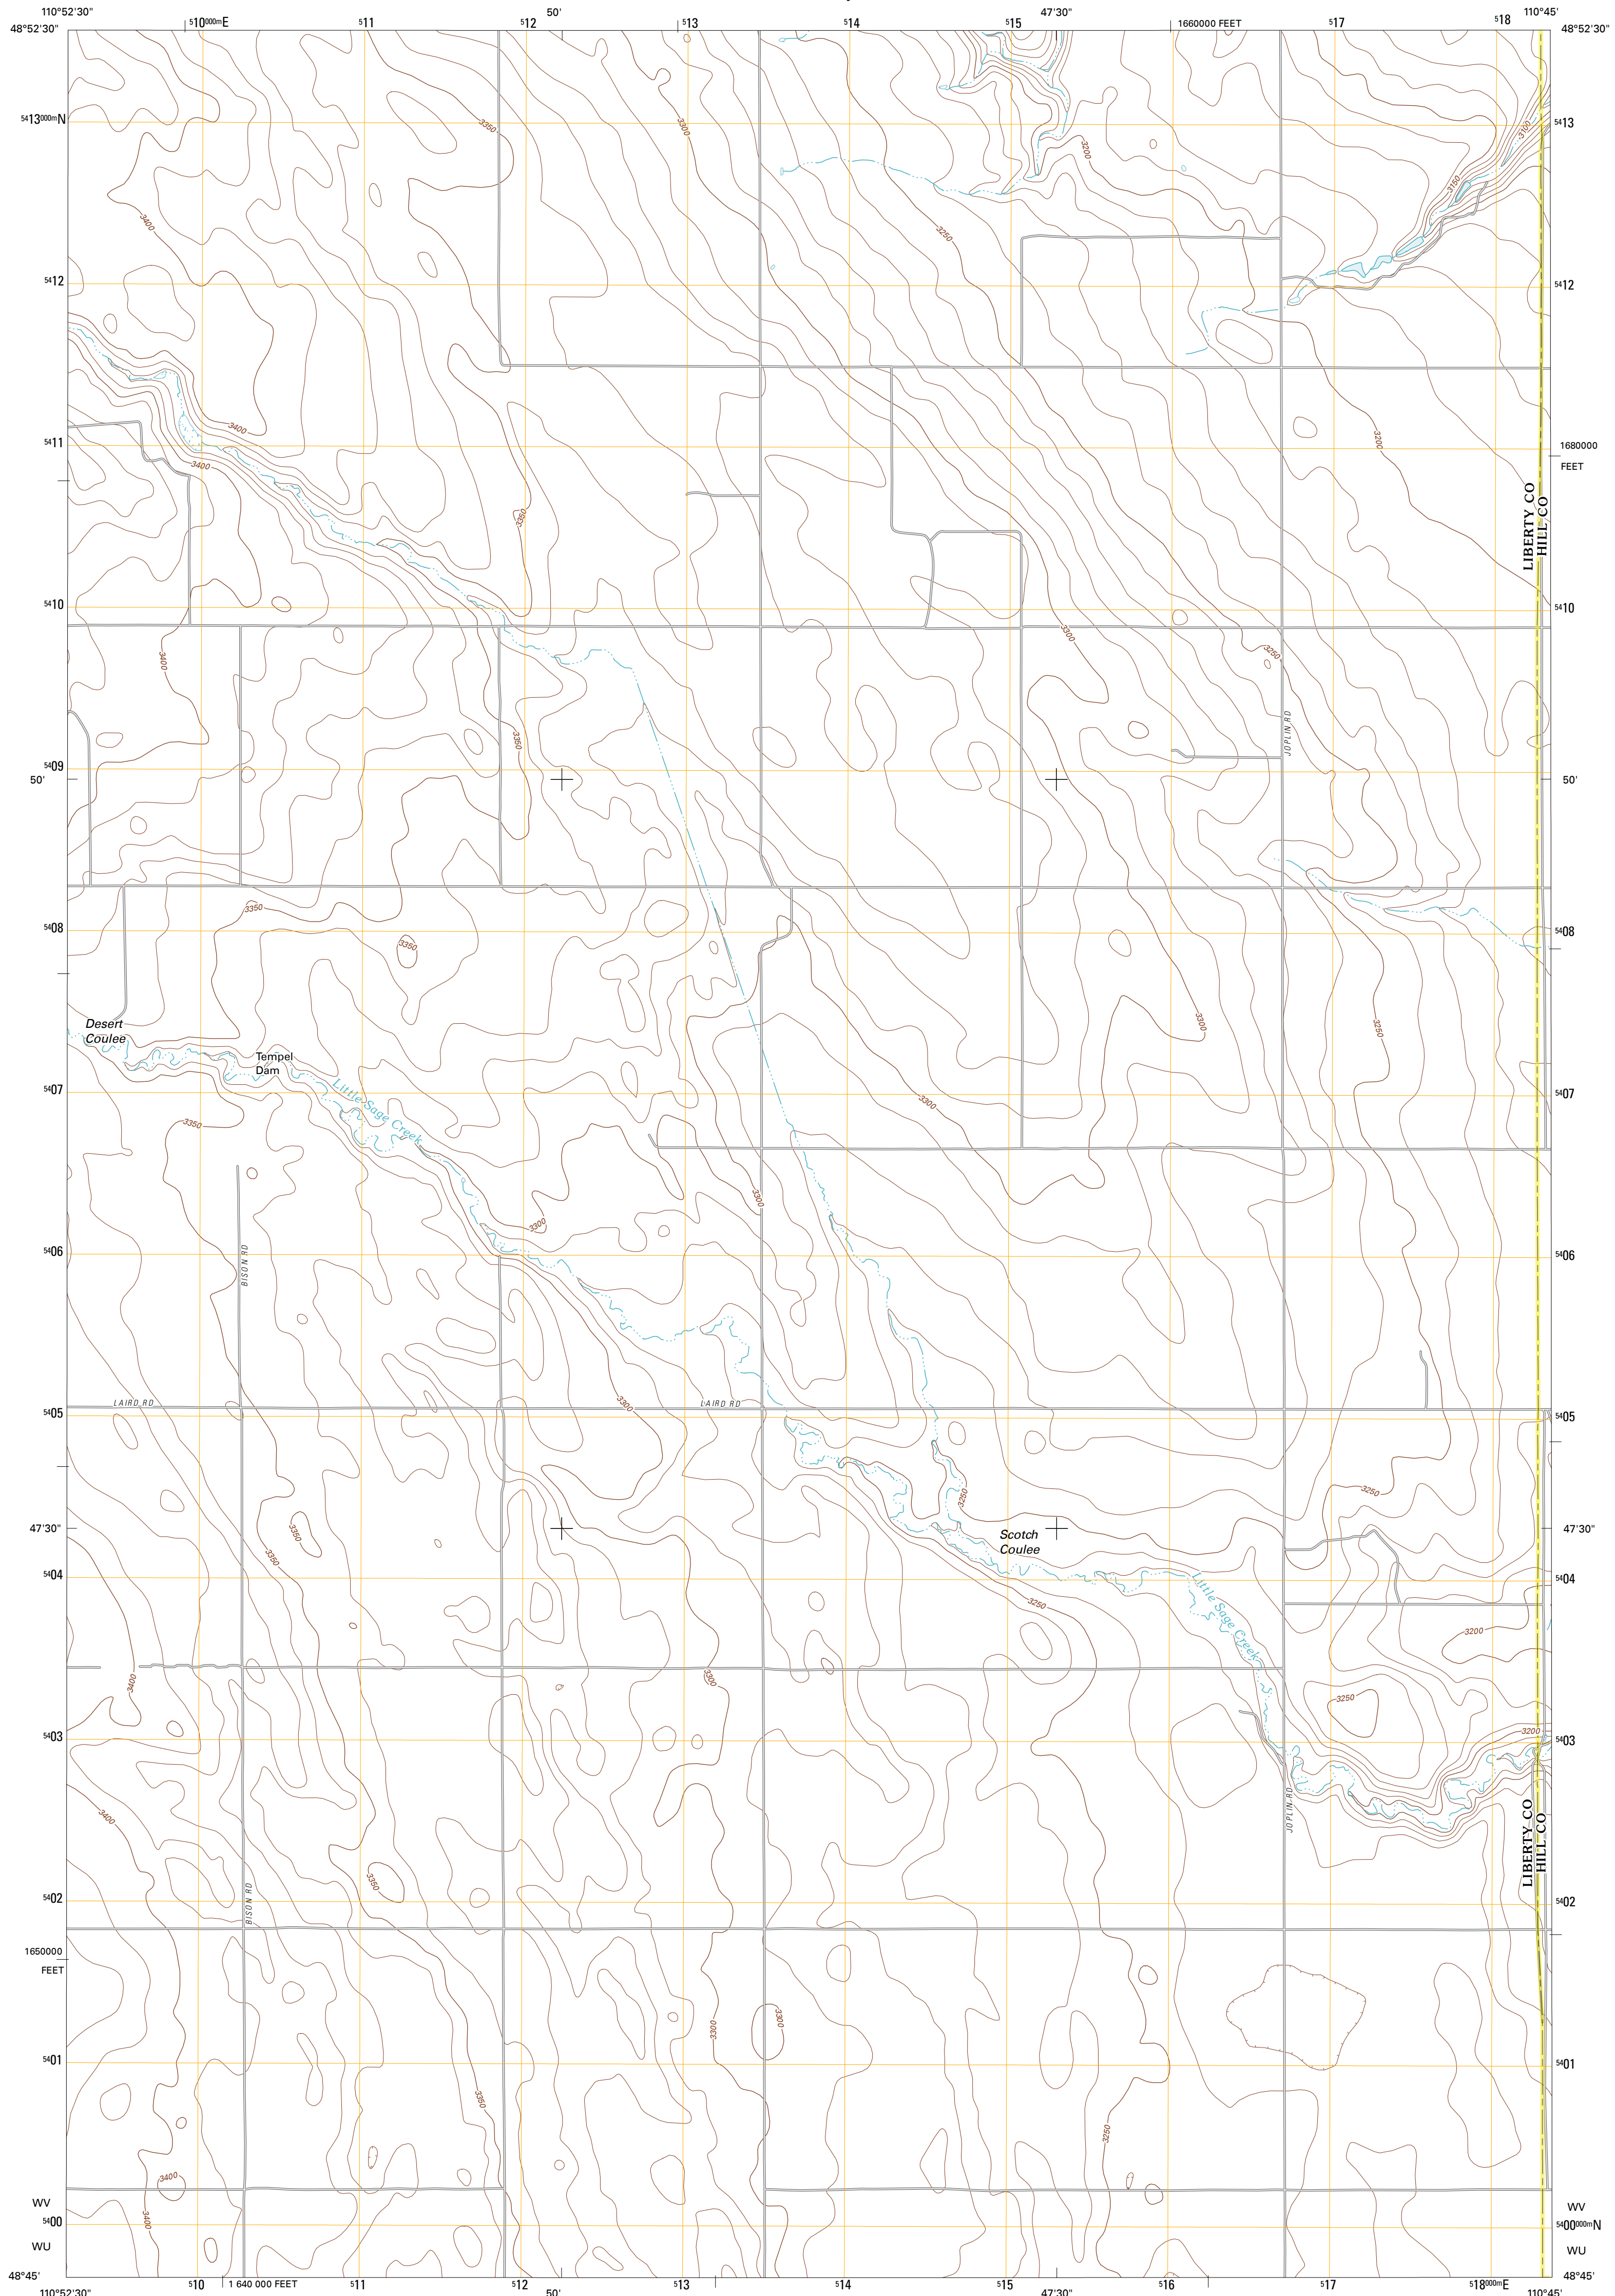 110°52'30" 50' 47'30" 110°45'
48°52'30" 510000mE 511 512 513 514 515 1660000 FEET 517 518 48°52'30"
3350
3300
3100
5413000mN 5413
3200
3150
3400
3250
5412 5412
3400
3200
5411 1680000
FEET
3400
3350
LIBERTY CO
HILL CO
5410 5410
3300
3250
3400
3350
JOPLIN RD
5409
50' 50'
3350
3350
5408 5408
Desert
Coulee
3300
3250
Tempel
Dam
Little Sage Creek
5407 5407
3300
3350
3300
3300
5406 5406
BISON RD
3300
LAIRD RD LAIRD RD
5405 5405
3250
3250
47'30" 47'30"
3350
Scotch
Coulee
3350
5404 5404
Little Sage Creek
3250
3200
3400
3300
3250
3200
5403 5403
3400
JOPLIN RD
LIBERTY CO
HILL CO
3350
BISON RD
5402 5402
1650000
FEET
3300
3300
5401 5401
3350
3250
3400
3400
WV WV
5400 5400000mN
WU WU
48°45' 510 1 640 000 FEET 511 512 513 514 515 516 517 518000mE 48°45'
110°52'30" 50' 47'30" 110°45'